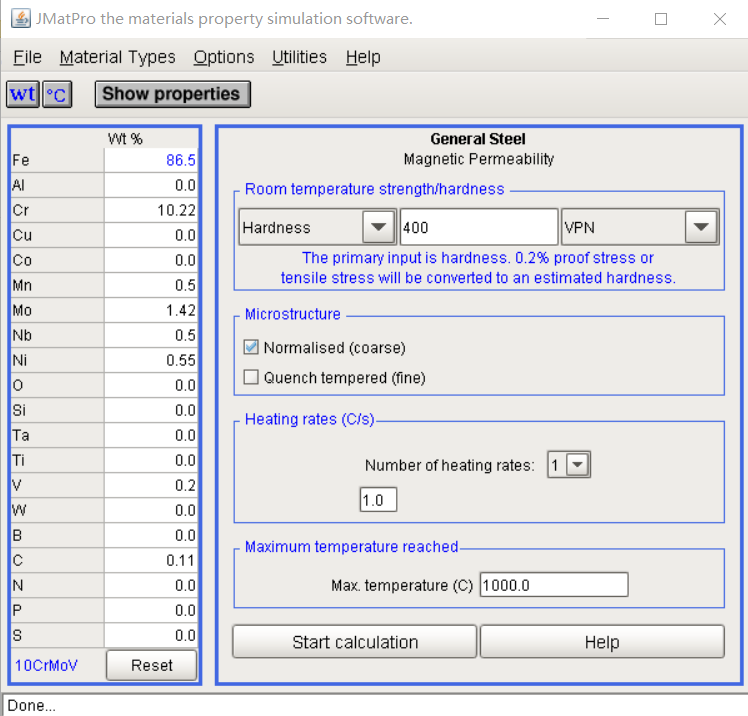 JMatPro the materials property simulation software.
File Material Types Options Utilities Help
wt °C Show properties
Wt %
Fe 86.5
Al 0.0
Cr 10.22
Cu 0.0
Co 0.0
Mn 0.5
Mo 1.42
Nb 0.5
Ni 0.55
O 0.0
Si 0.0
Ta 0.0
Ti 0.0
V 0.2
W 0.0
B 0.0
C 0.11
N 0.0
P 0.0
S 0.0
10CrMoV Reset
General Steel
Magnetic Permeability
Room temperature strength/hardness
Hardness 400 VPN
The primary input is hardness. 0.2% proof stress or
tensile stress will be converted to an estimated hardness.
Microstructure
Normalised (coarse)
Quench tempered (fine)
Heating rates (C/s)
Number of heating rates: 1
1.0
Maximum temperature reached
Max. temperature (C) 1000.0
Start calculation Help
Done...